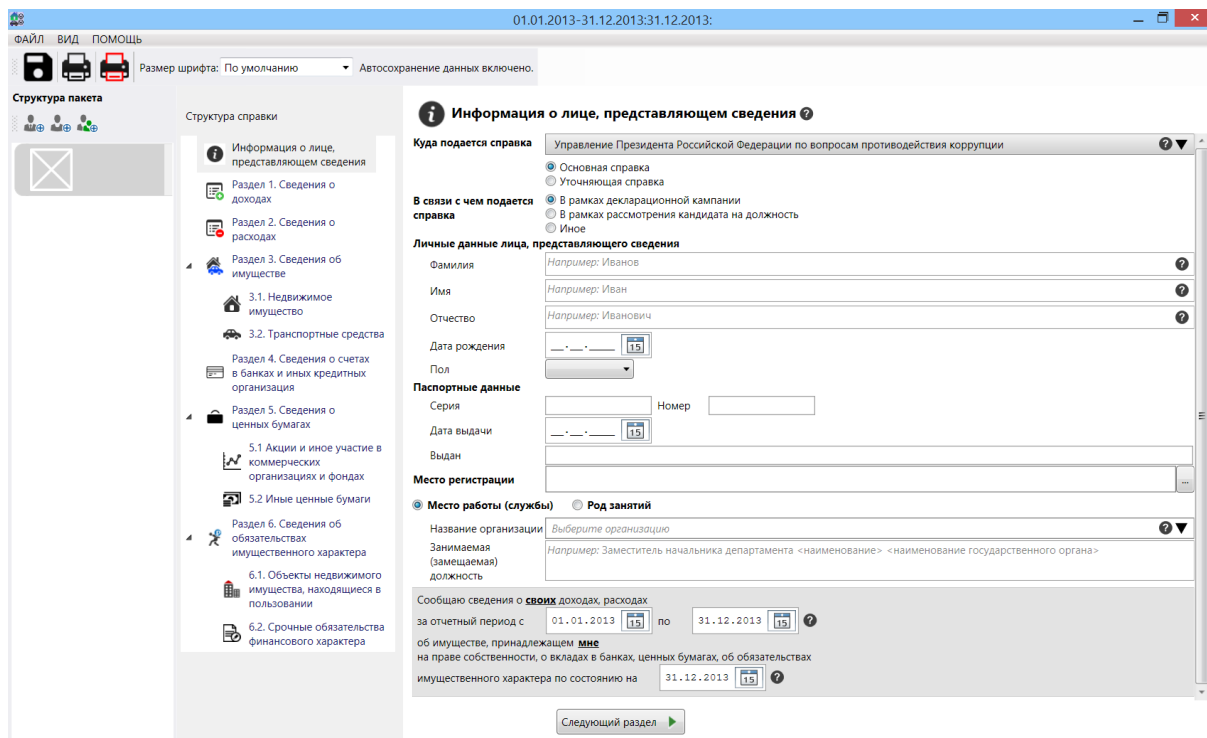 01.01.2013-31.12.2013:31.12.2013:
ФАЙЛ ВИД ПОМОЩЬ
Размер шрифта: По умолчанию Автосохранение данных включено.
Структура пакета
Структура справки
Информация о лице,
представляющем сведения
Раздел 1. Сведения о
доходах
Раздел 2. Сведения о
расходах
Раздел 3. Сведения об
имуществе
3.1. Недвижимое
имущество
3.2. Транспортные средства
Раздел 4. Сведения о счетах
в банках и иных кредитных
организация
Раздел 5. Сведения о
ценных бумагах
5.1 Акции и иное участие в
коммерческих
организациях и фондах
5.2 Иные ценные бумаги
Раздел 6. Сведения об
обязательствах
имущественного характера
6.1. Объекты недвижимого
имущества, находящиеся в
пользовании
6.2. Срочные обязательства
финансового характера
Информация о лице, представляющем сведения ?
Куда подается справка Управление Президента Российской Федерации по вопросам противодействия коррупции ?
Основная справка
Уточняющая справка
В связи с чем подается
справка
В рамках декларационной кампании
В рамках рассмотрения кандидата на должность
Иное
Личные данные лица, представляющего сведения
Фамилия Например: Иванов ?
Имя Например: Иван ?
Отчество Например: Иванович ?
Дата рождения __.__.____ 15
Пол
Паспортные данные
Серия Номер
Дата выдачи __.__.____ 15
Выдан
Место регистрации ...
Место работы (службы) Род занятий
Название организации Выберите организацию ?
Занимаемая
(замещаемая)
должность
Например: Заместитель начальника департамента <наименование> <наименование государственного органа>
Сообщаю сведения о своих доходах, расходах
за отчетный период с 01.01.2013 15 по 31.12.2013 15 ?
об имуществе, принадлежащем мне
на праве собственности, о вкладах в банках, ценных бумагах, об обязательствах
имущественного характера по состоянию на 31.12.2013 15 ?
Следующий раздел